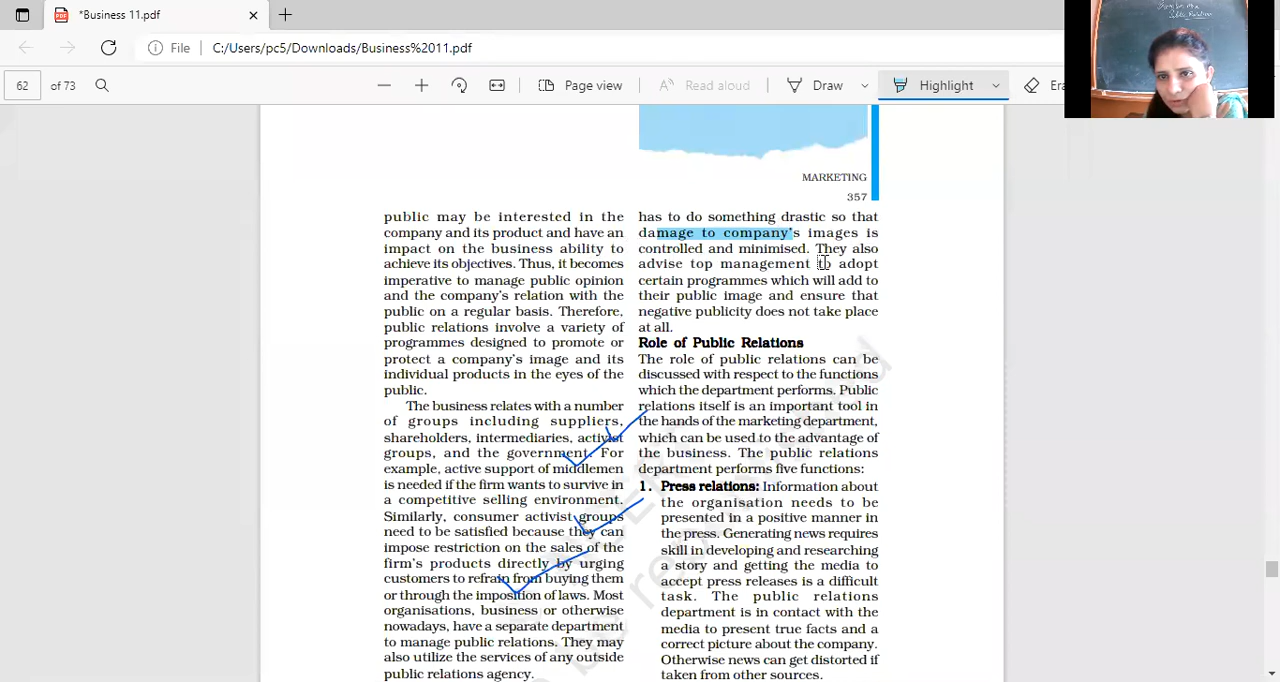 *Business 11.pdf
File
C:/Users/pc5/Downloads/Business%2011.pdf
62 of 73
Page view
Read aloud
Draw
Highlight
Era
MARKETING
357
public may be interested in the
company and its product and have an
impact on the business ability to
achieve its objectives. Thus, it becomes
imperative to manage public opinion
and the company's relation with the
public on a regular basis. Therefore,
public relations involve a variety of
programmes designed to promote or
protect a company's image and its
individual products in the eyes of the
public.
The business relates with a number
of groups including suppliers,
shareholders, intermediaries, activist
groups, and the government. For
example, active support of middlemen
is needed if the firm wants to survive in
a competitive selling environment.
Similarly, consumer activist groups
need to be satisfied because they can
impose restriction on the sales of the
firm's products directly by urging
customers to refrain from buying them
or through the imposition of laws. Most
organisations, business or otherwise
nowadays, have a separate department
to manage public relations. They may
also utilize the services of any outside
public relations agency.
has to do something drastic so that
damage to company's images is
controlled and minimised. They also
advise top management to adopt
certain programmes which will add to
their public image and ensure that
negative publicity does not take place
at all.
Role of Public Relations
The role of public relations can be
discussed with respect to the functions
which the department performs. Public
relations itself is an important tool in
the hands of the marketing department,
which can be used to the advantage of
the business. The public relations
department performs five functions:
1. Press relations: Information about
the organisation needs to be
presented in a positive manner in
the press. Generating news requires
skill in developing and researching
a story and getting the media to
accept press releases is a difficult
task. The public relations
department is in contact with the
media to present true facts and a
correct picture about the company.
Otherwise news can get distorted if
taken from other sources.